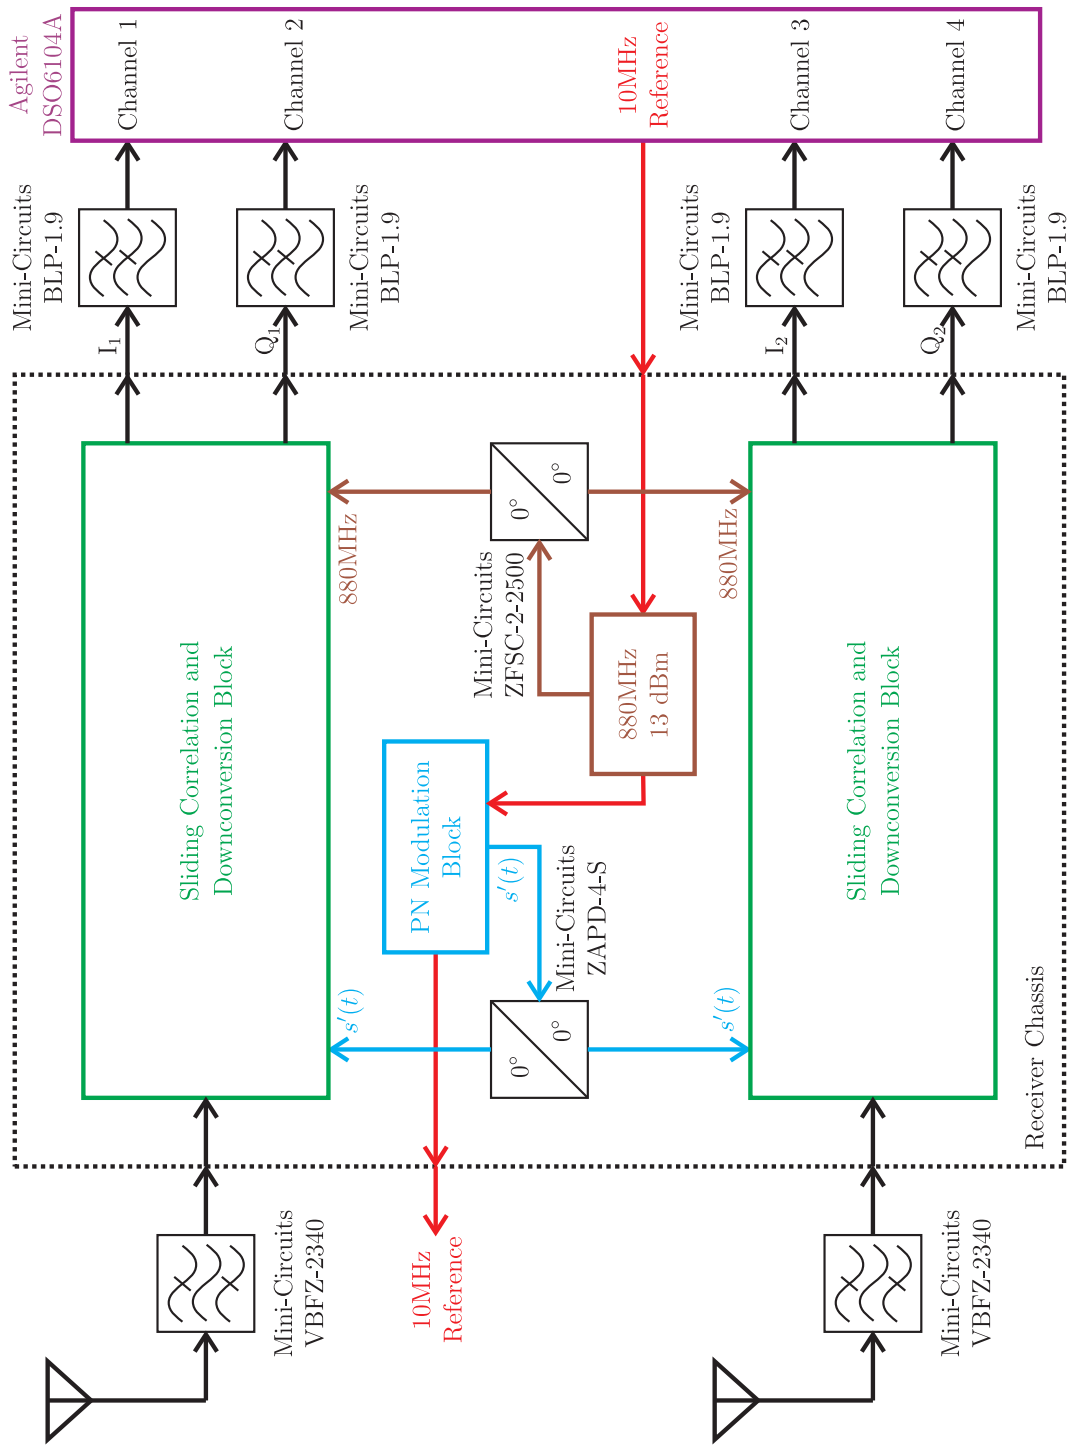 Agilent
DSO6104A
Channel 1
Channel 2
10MHz
Reference
Channel 3
Channel 4
Mini-Circuits
BLP-1.9
Mini-Circuits
BLP-1.9
Mini-Circuits
BLP-1.9
Mini-Circuits
BLP-1.9
I₁
Q₁
I₂
Q₂
0°
0°
880MHz
880MHz
Mini-Circuits
ZFSC-2-2500
Sliding Correlation and
Downconversion Block
880MHz
13 dBm
Sliding Correlation and
Downconversion Block
PN Modulation
Block
s′(t)
Mini-Circuits
ZAPD-4-S
s′(t)
s′(t)
0°
0°
Receiver Chassis
Mini-Circuits
VBFZ-2340
10MHz
Reference
Mini-Circuits
VBFZ-2340